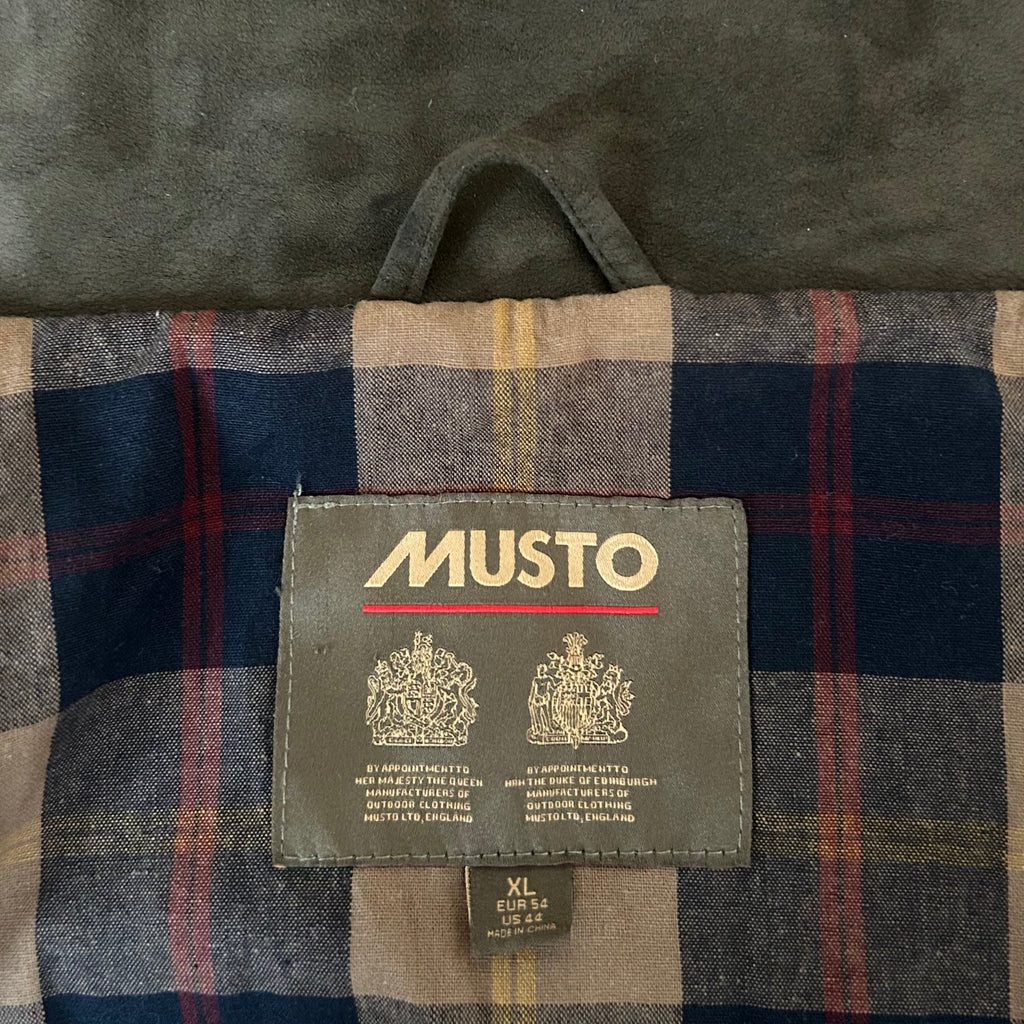 MUSTO
BY APPOINTMENT TO
HER MAJESTY THE QUEEN
MANUFACTURERS OF
OUTDOOR CLOTHING
MUSTO LTD, ENGLAND
BY APPOINTMENT TO
HRH THE DUKE OF EDINBURGH
MANUFACTURERS OF
OUTDOOR CLOTHING
MUSTO LTD, ENGLAND
XL
EUR 54
US 44
MADE IN CHINA